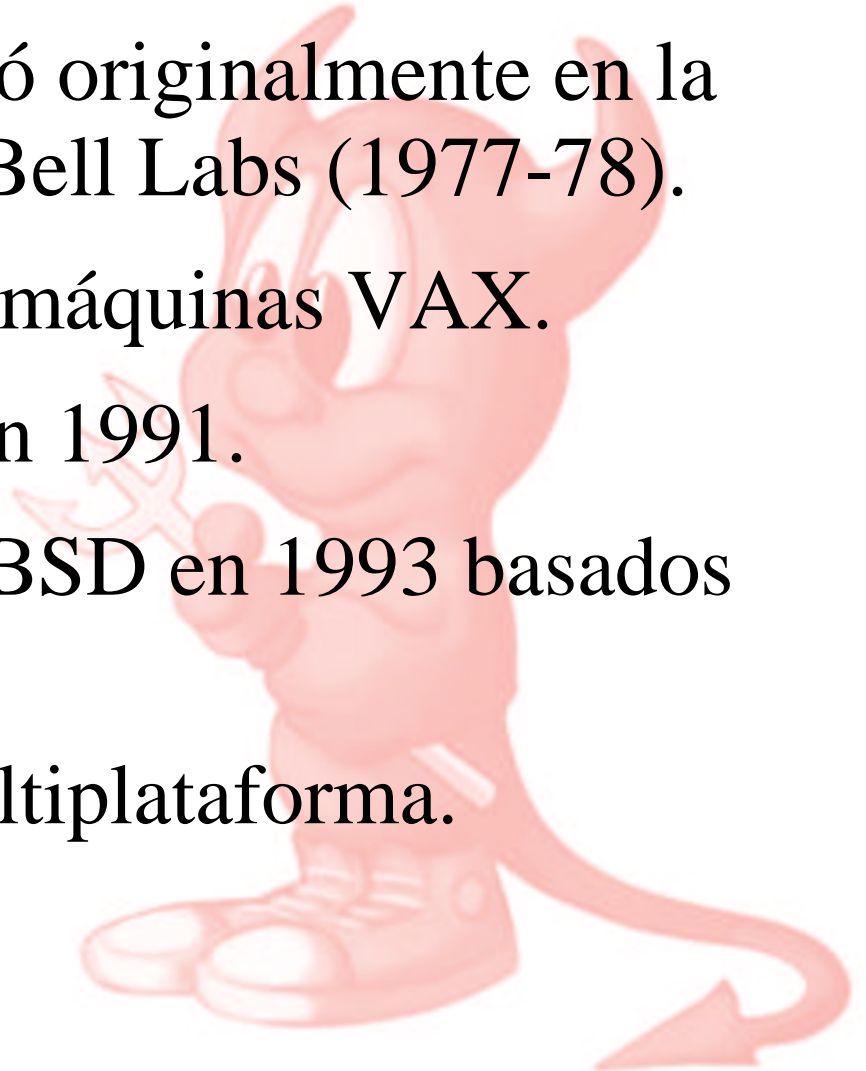 ó originalmente en la
Bell Labs (1977-78).
máquinas VAX.
n 1991.
BSD en 1993 basados
ltiplataforma.